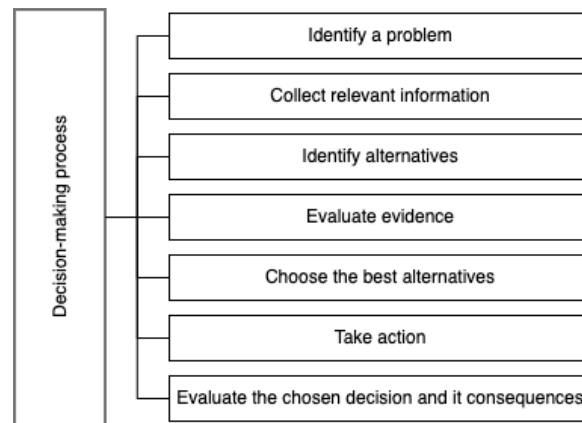 Decision-making process
Identify a problem
Collect relevant information
Identify alternatives
Evaluate evidence
Choose the best alternatives
Take action
Evaluate the chosen decision and it consequences